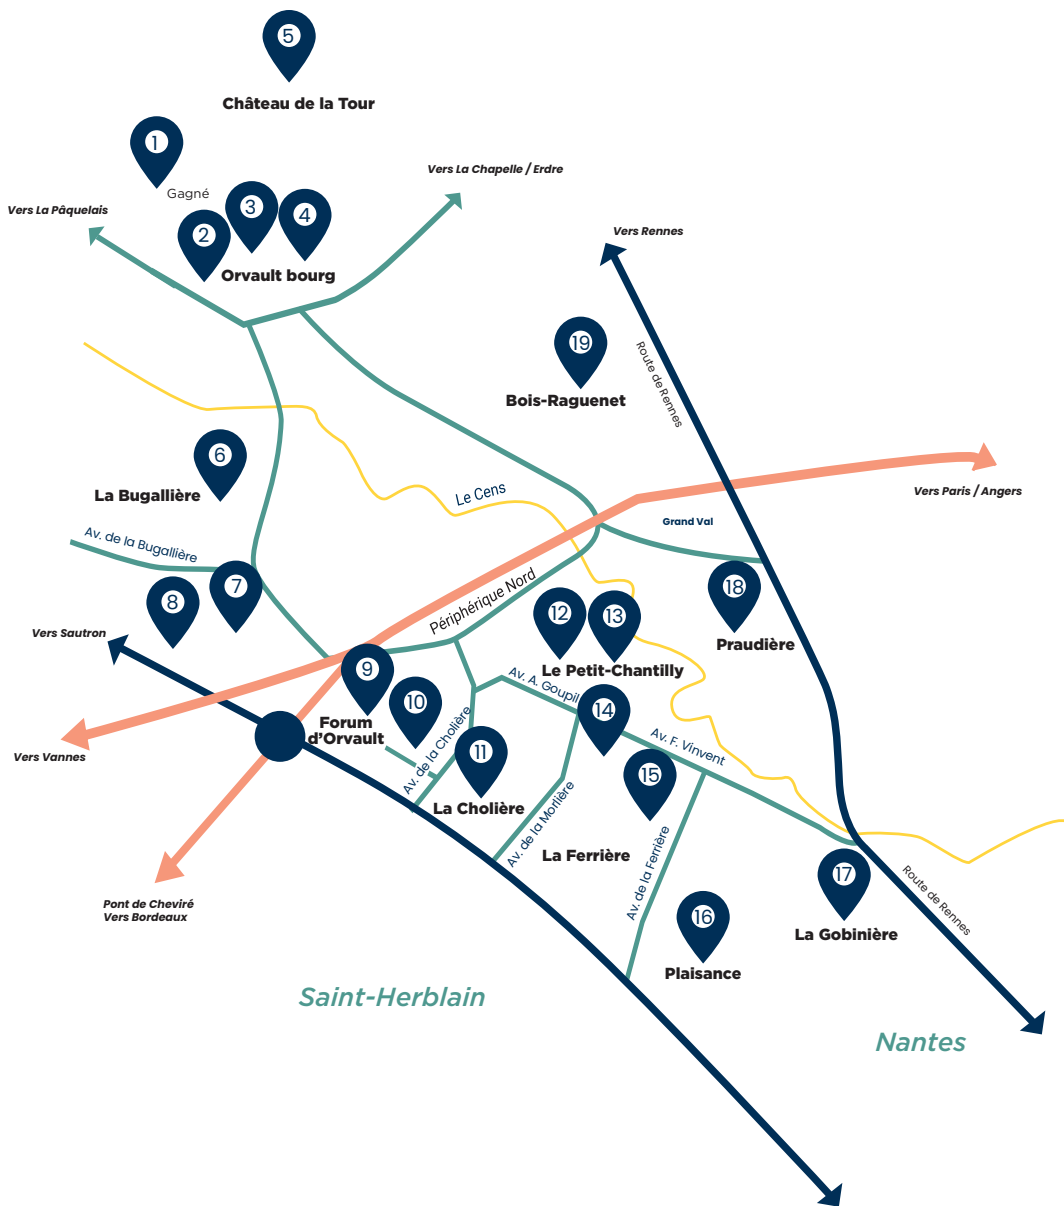 5
Château de la Tour
1
Gagné
Vers La Chapelle / Erdre
Vers La Pâquelais
3
4
2
Orvault bourg
Vers Rennes
19
Route de Rennes
Bois-Raguenet
6
La Bugallière
Le Cens
Vers Paris / Angers
Grand Val
Av. de la Bugallière
7
8
Périphérique Nord
18
12
13
Vers Sautron
Praudière
Le Petit-Chantilly
9
Av. A. Goupil
10
14
Forum
d'Orvault
Av. de la Cholière
Av. F. Vinvent
Vers Vannes
11
15
La Cholière
Av. de la Morlière
La Ferrière
Av. de la Ferrière
17
Route de Rennes
Pont de Cheviré
Vers Bordeaux
16
La Gobinière
Plaisance
Saint-Herblain
Nantes